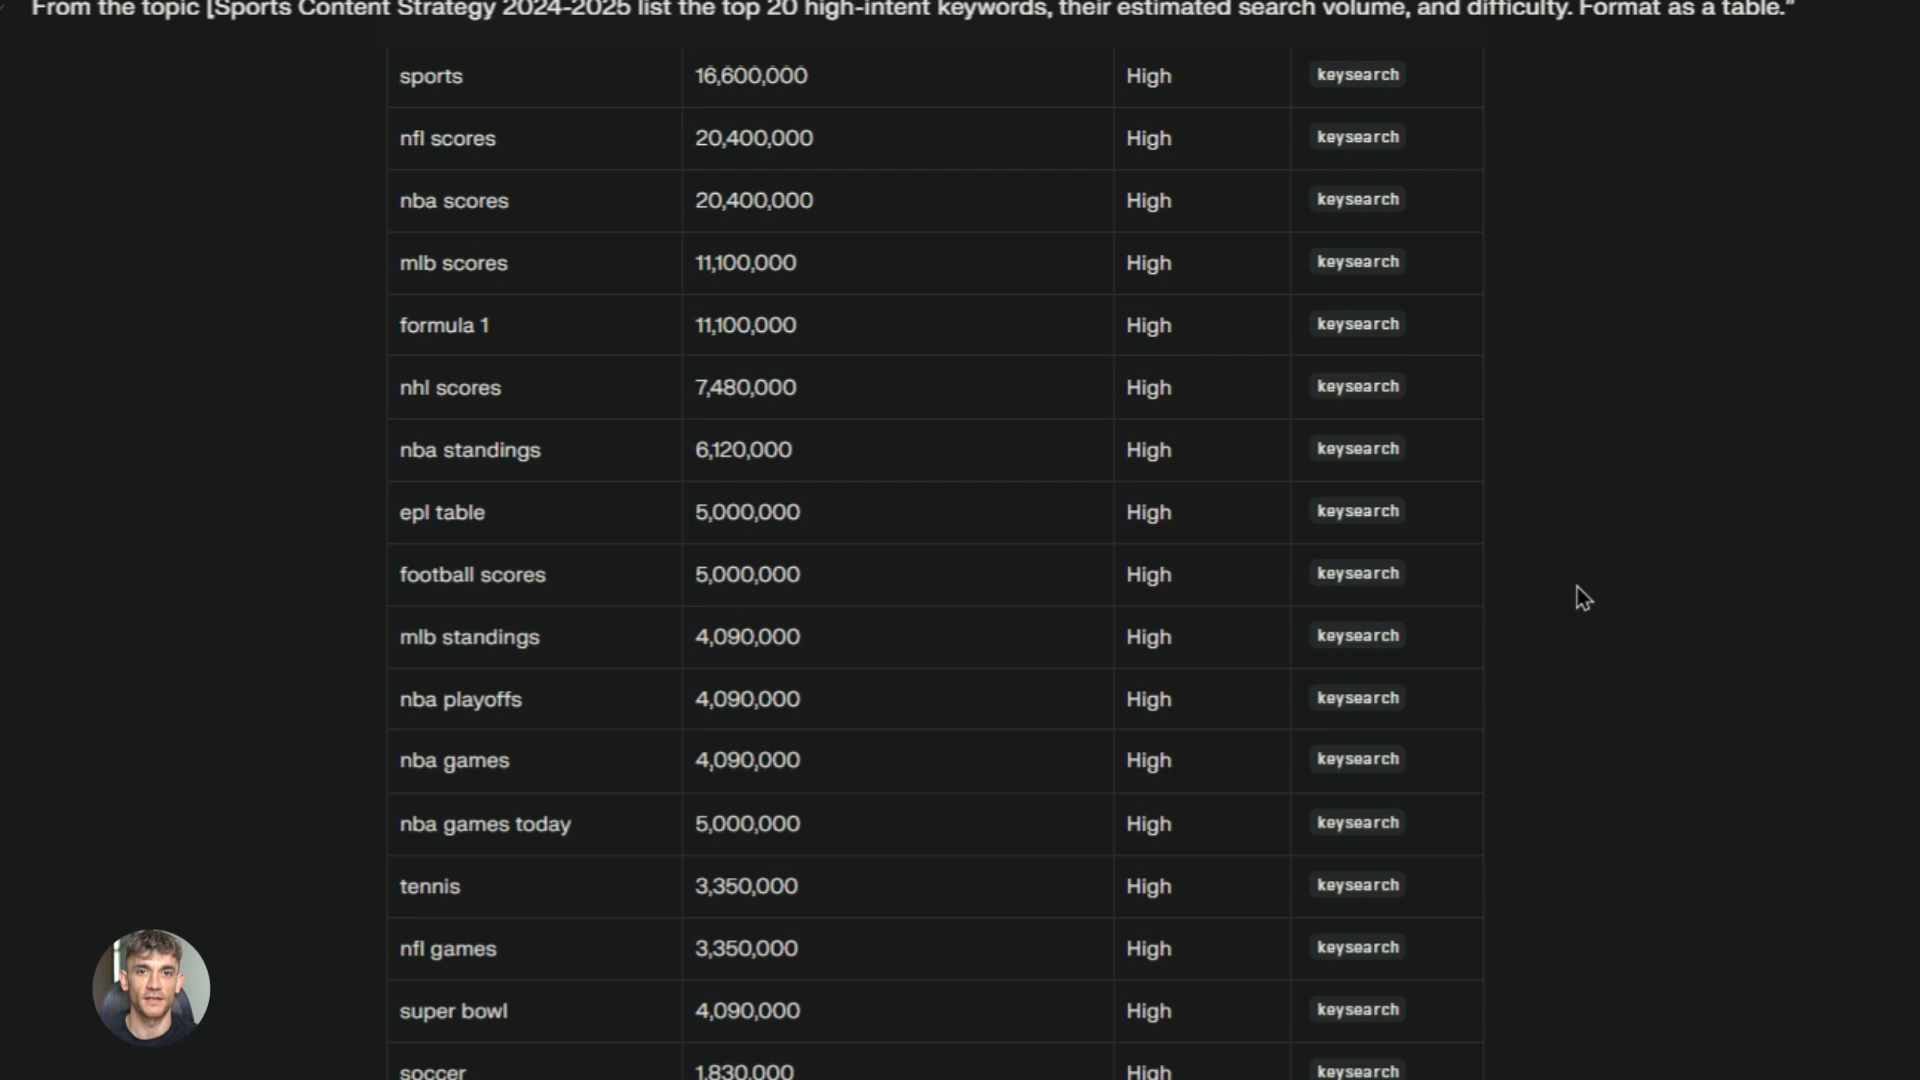 From the topic [Sports Content Strategy 2024-2025 list the top 20 high-intent keywords, their estimated search volume, and difficulty. Format as a table."
sports 16,600,000 High keysearch
nfl scores 20,400,000 High keysearch
nba scores 20,400,000 High keysearch
mlb scores 11,100,000 High keysearch
formula 1 11,100,000 High keysearch
nhl scores 7,480,000 High keysearch
nba standings 6,120,000 High keysearch
epl table 5,000,000 High keysearch
football scores 5,000,000 High keysearch
mlb standings 4,090,000 High keysearch
nba playoffs 4,090,000 High keysearch
nba games 4,090,000 High keysearch
nba games today 5,000,000 High keysearch
tennis 3,350,000 High keysearch
nfl games 3,350,000 High keysearch
super bowl 4,090,000 High keysearch
soccer 1,830,000 High keysearch